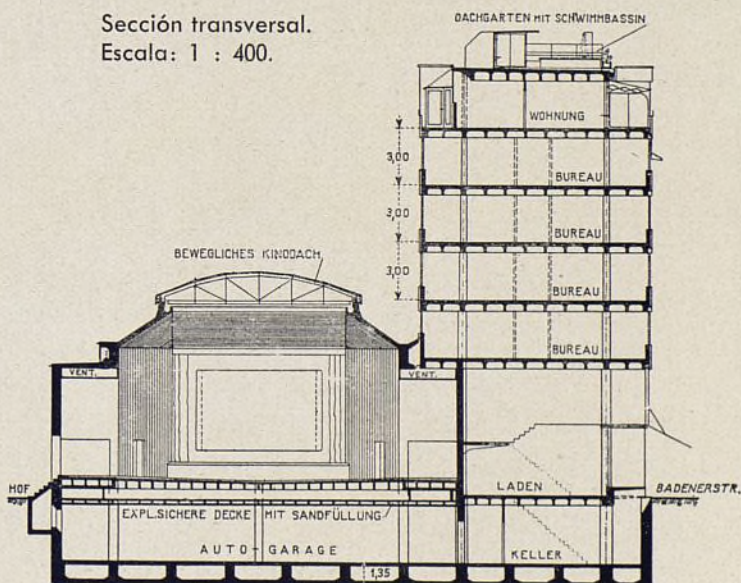 Sección transversal.
Escala: 1 : 400.
DACHGARTEN MIT SCHWIMMBASSIN
WOHNUNG
3,00
BUREAU
3,00
BUREAU
BEWEGLICHES KINODACH
3,00
BUREAU
BUREAU
VENT.
VENT.
HOF
LADEN
BADENERSTR.
EXPL.SICHERE DECKE MIT SANDFÜLLUNG
AUTO-GARAGE
KELLER
1,35